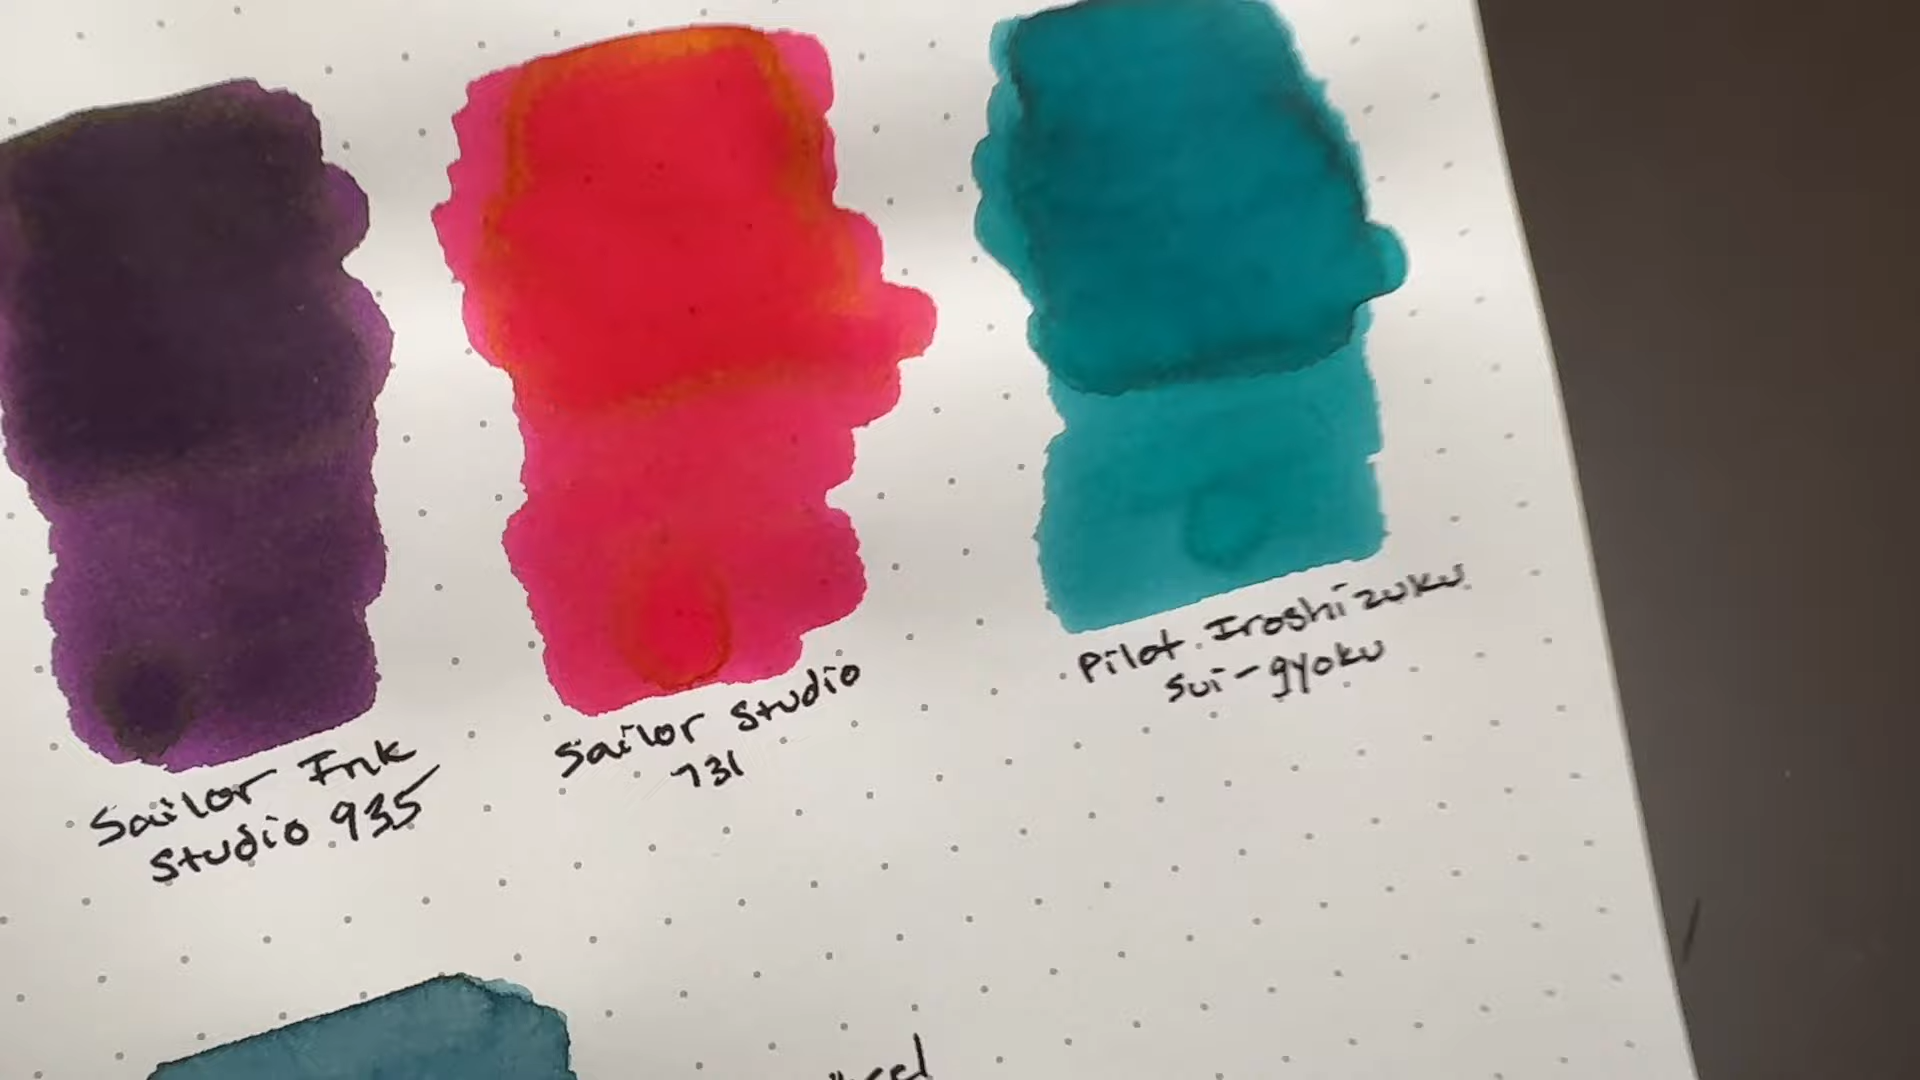 Sailor Ink
Studio 935
Sailor Studio
731
Pilot Iroshizuku
Sui-gyoku